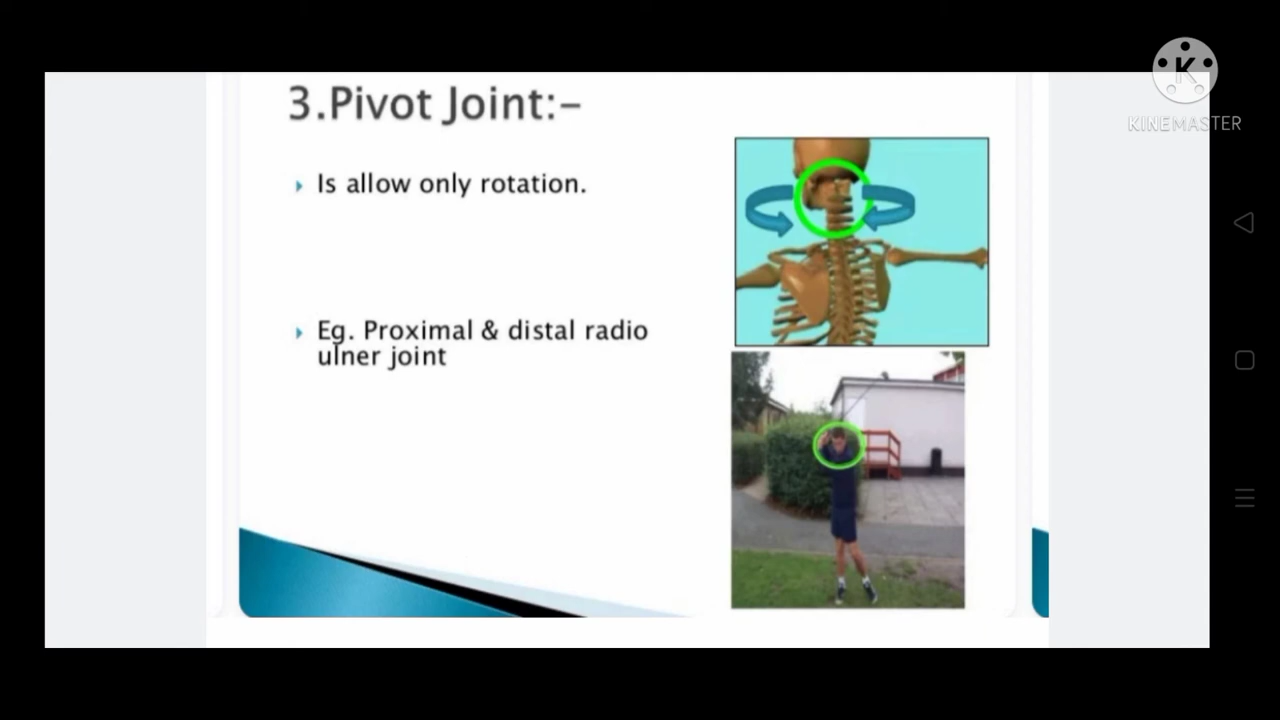 3.Pivot Joint:-
Is allow only rotation.
Eg. Proximal & distal radio
ulner joint
K
KINEMASTER